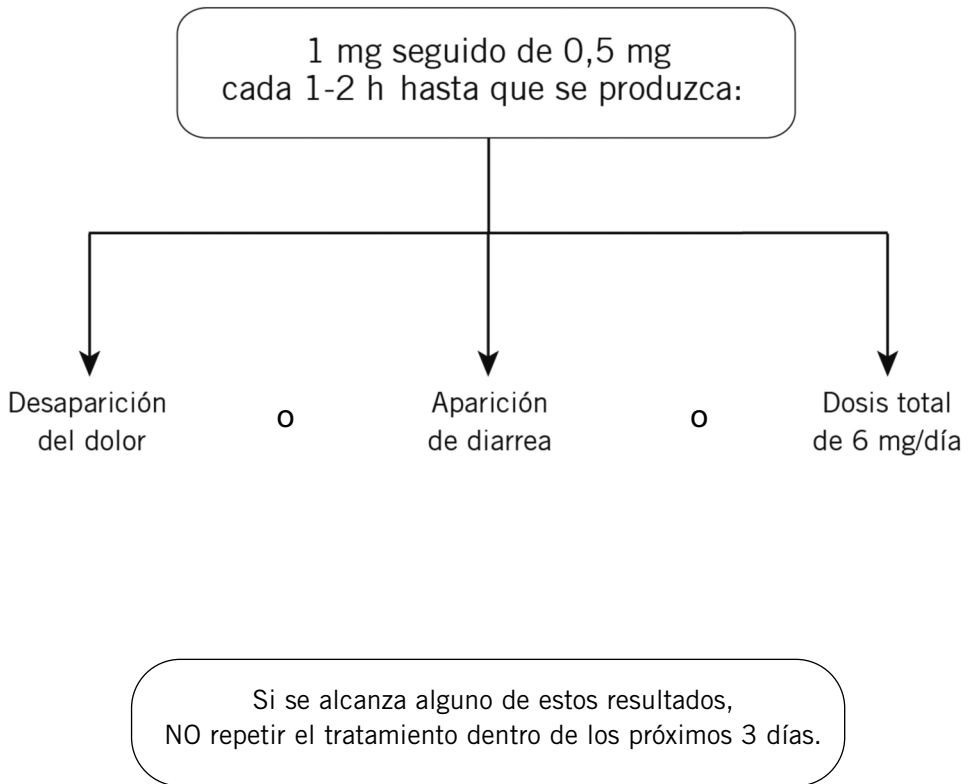 1 mg seguido de 0,5 mg
cada 1-2 h hasta que se produzca:
Desaparición
del dolor
o
Aparición
de diarrea
o
Dosis total
de 6 mg/día
Si se alcanza alguno de estos resultados,
NO repetir el tratamiento dentro de los próximos 3 días.